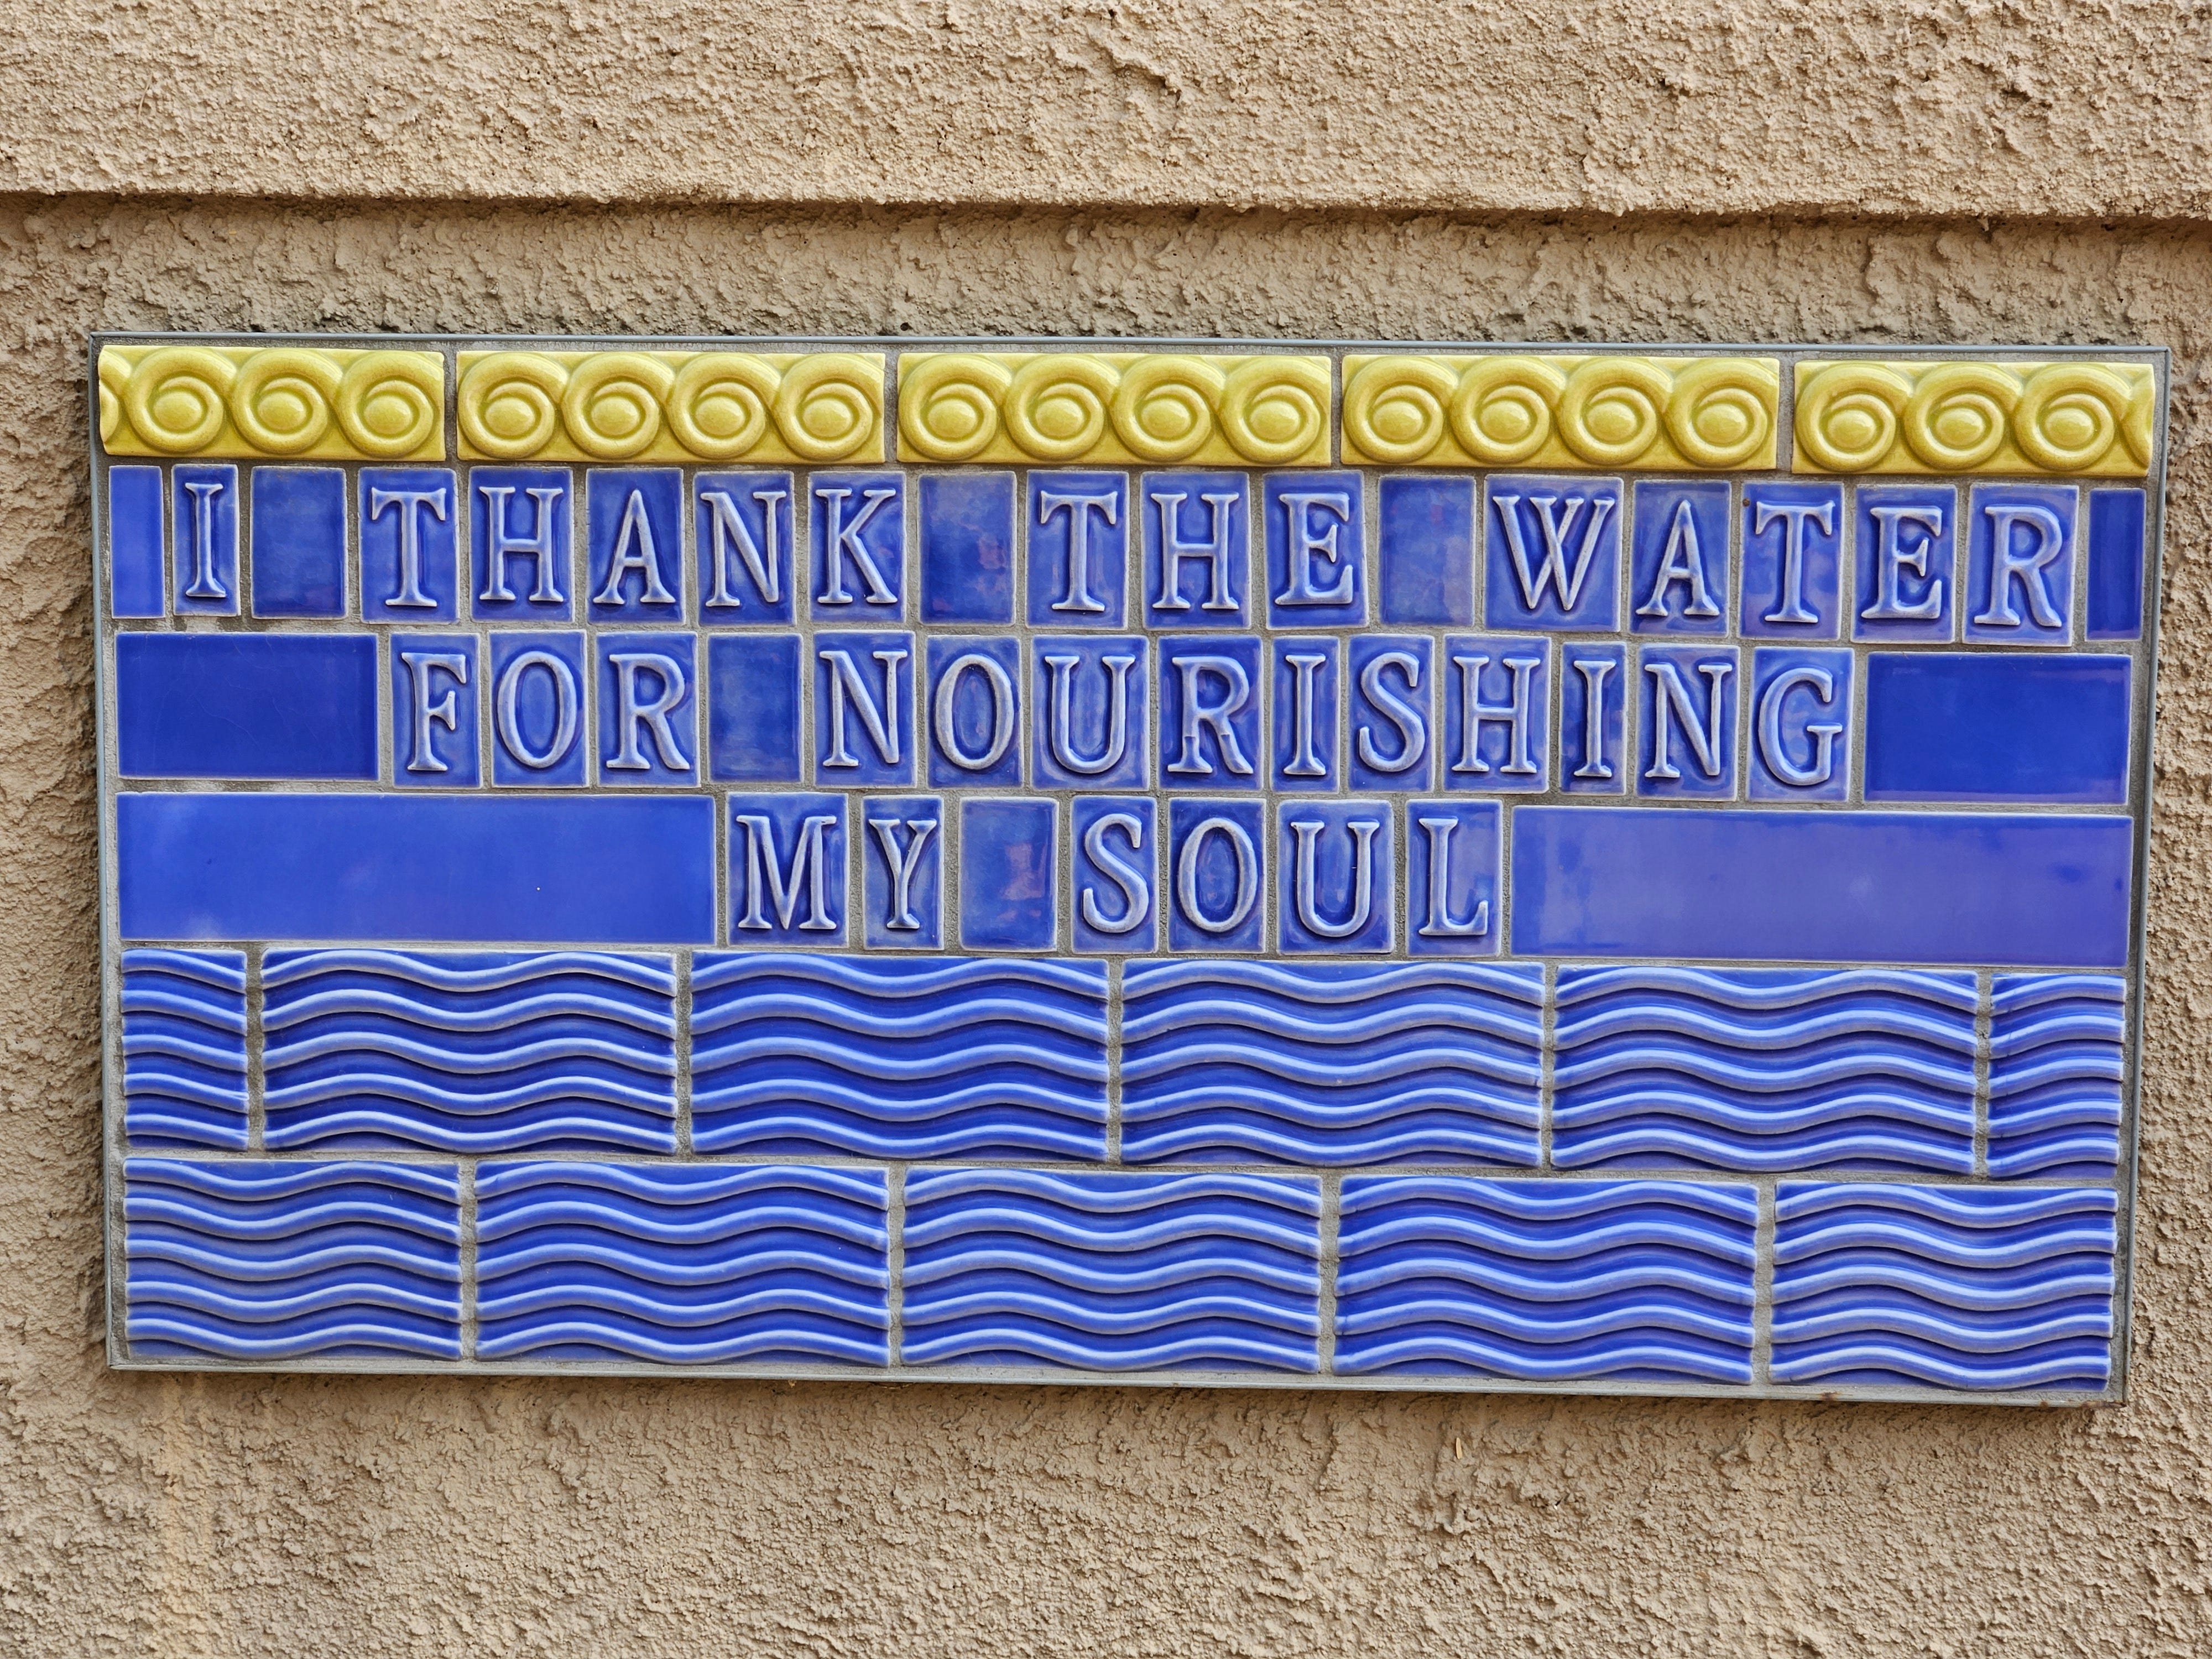 I THANK THE WATER
FOR NOURISHING
MY SOUL